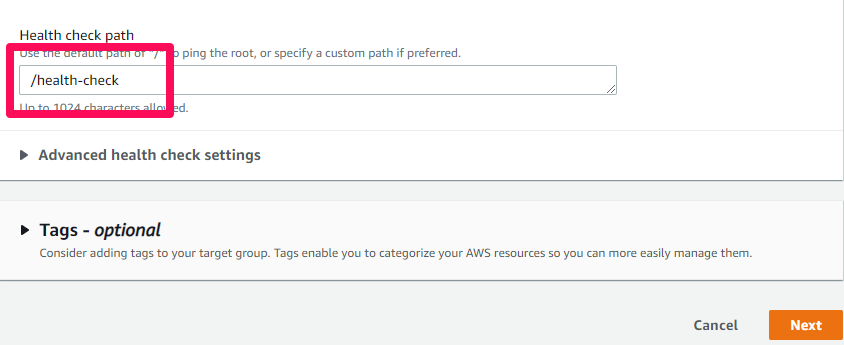 Health check path
Use the default path of "/" to ping the root, or specify a custom path if preferred.
/health-check
Up to 1024 characters allowed.
Advanced health check settings
Tags - optional
Consider adding tags to your target group. Tags enable you to categorize your AWS resources so you can more easily manage them.
Cancel
Next